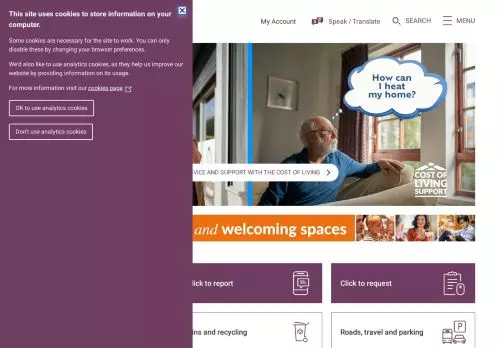 This site uses cookies to store information on your
computer.
Some cookies are necessary for the site to work. You can only
disable these by changing your browser preferences.
We'd also like to use analytics cookies, as they help us improve our
website by providing information on its usage.
For more information visit our cookies page
OK to use analytics cookies
Don't use analytics cookies
My Account
Speak / Translate
SEARCH
MENU
How can
I heat
my home?
VICE AND SUPPORT WITH THE COST OF LIVING
COST OF
LIVING
SUPPORT
and welcoming spaces
lick to report
Click to request
ins and recycling
Roads, travel and parking